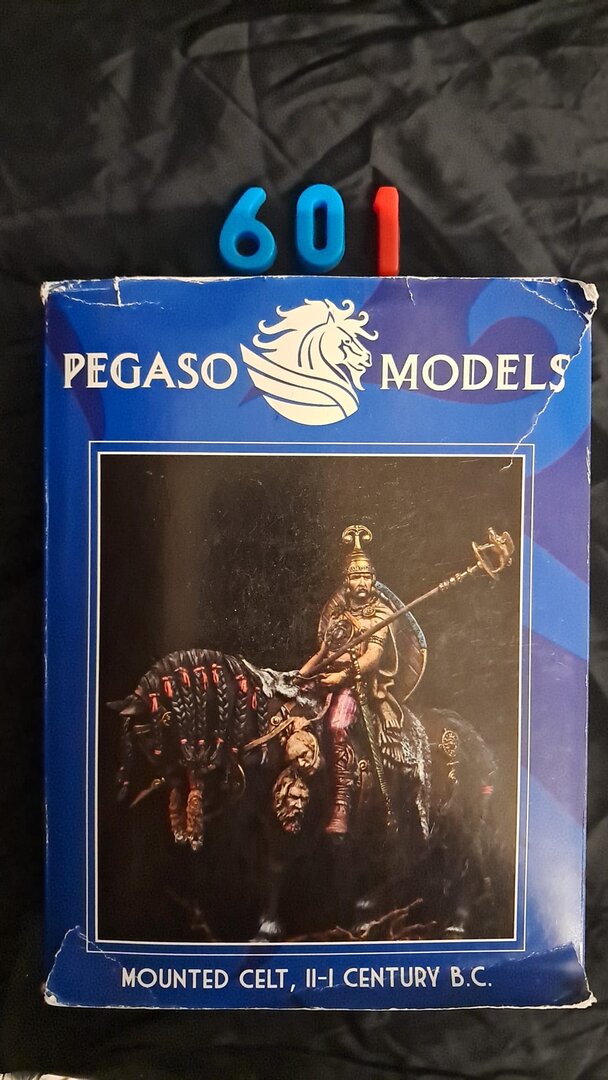 601
PEGASO MODELS
MOUNTED CELT, II-I CENTURY B.C.